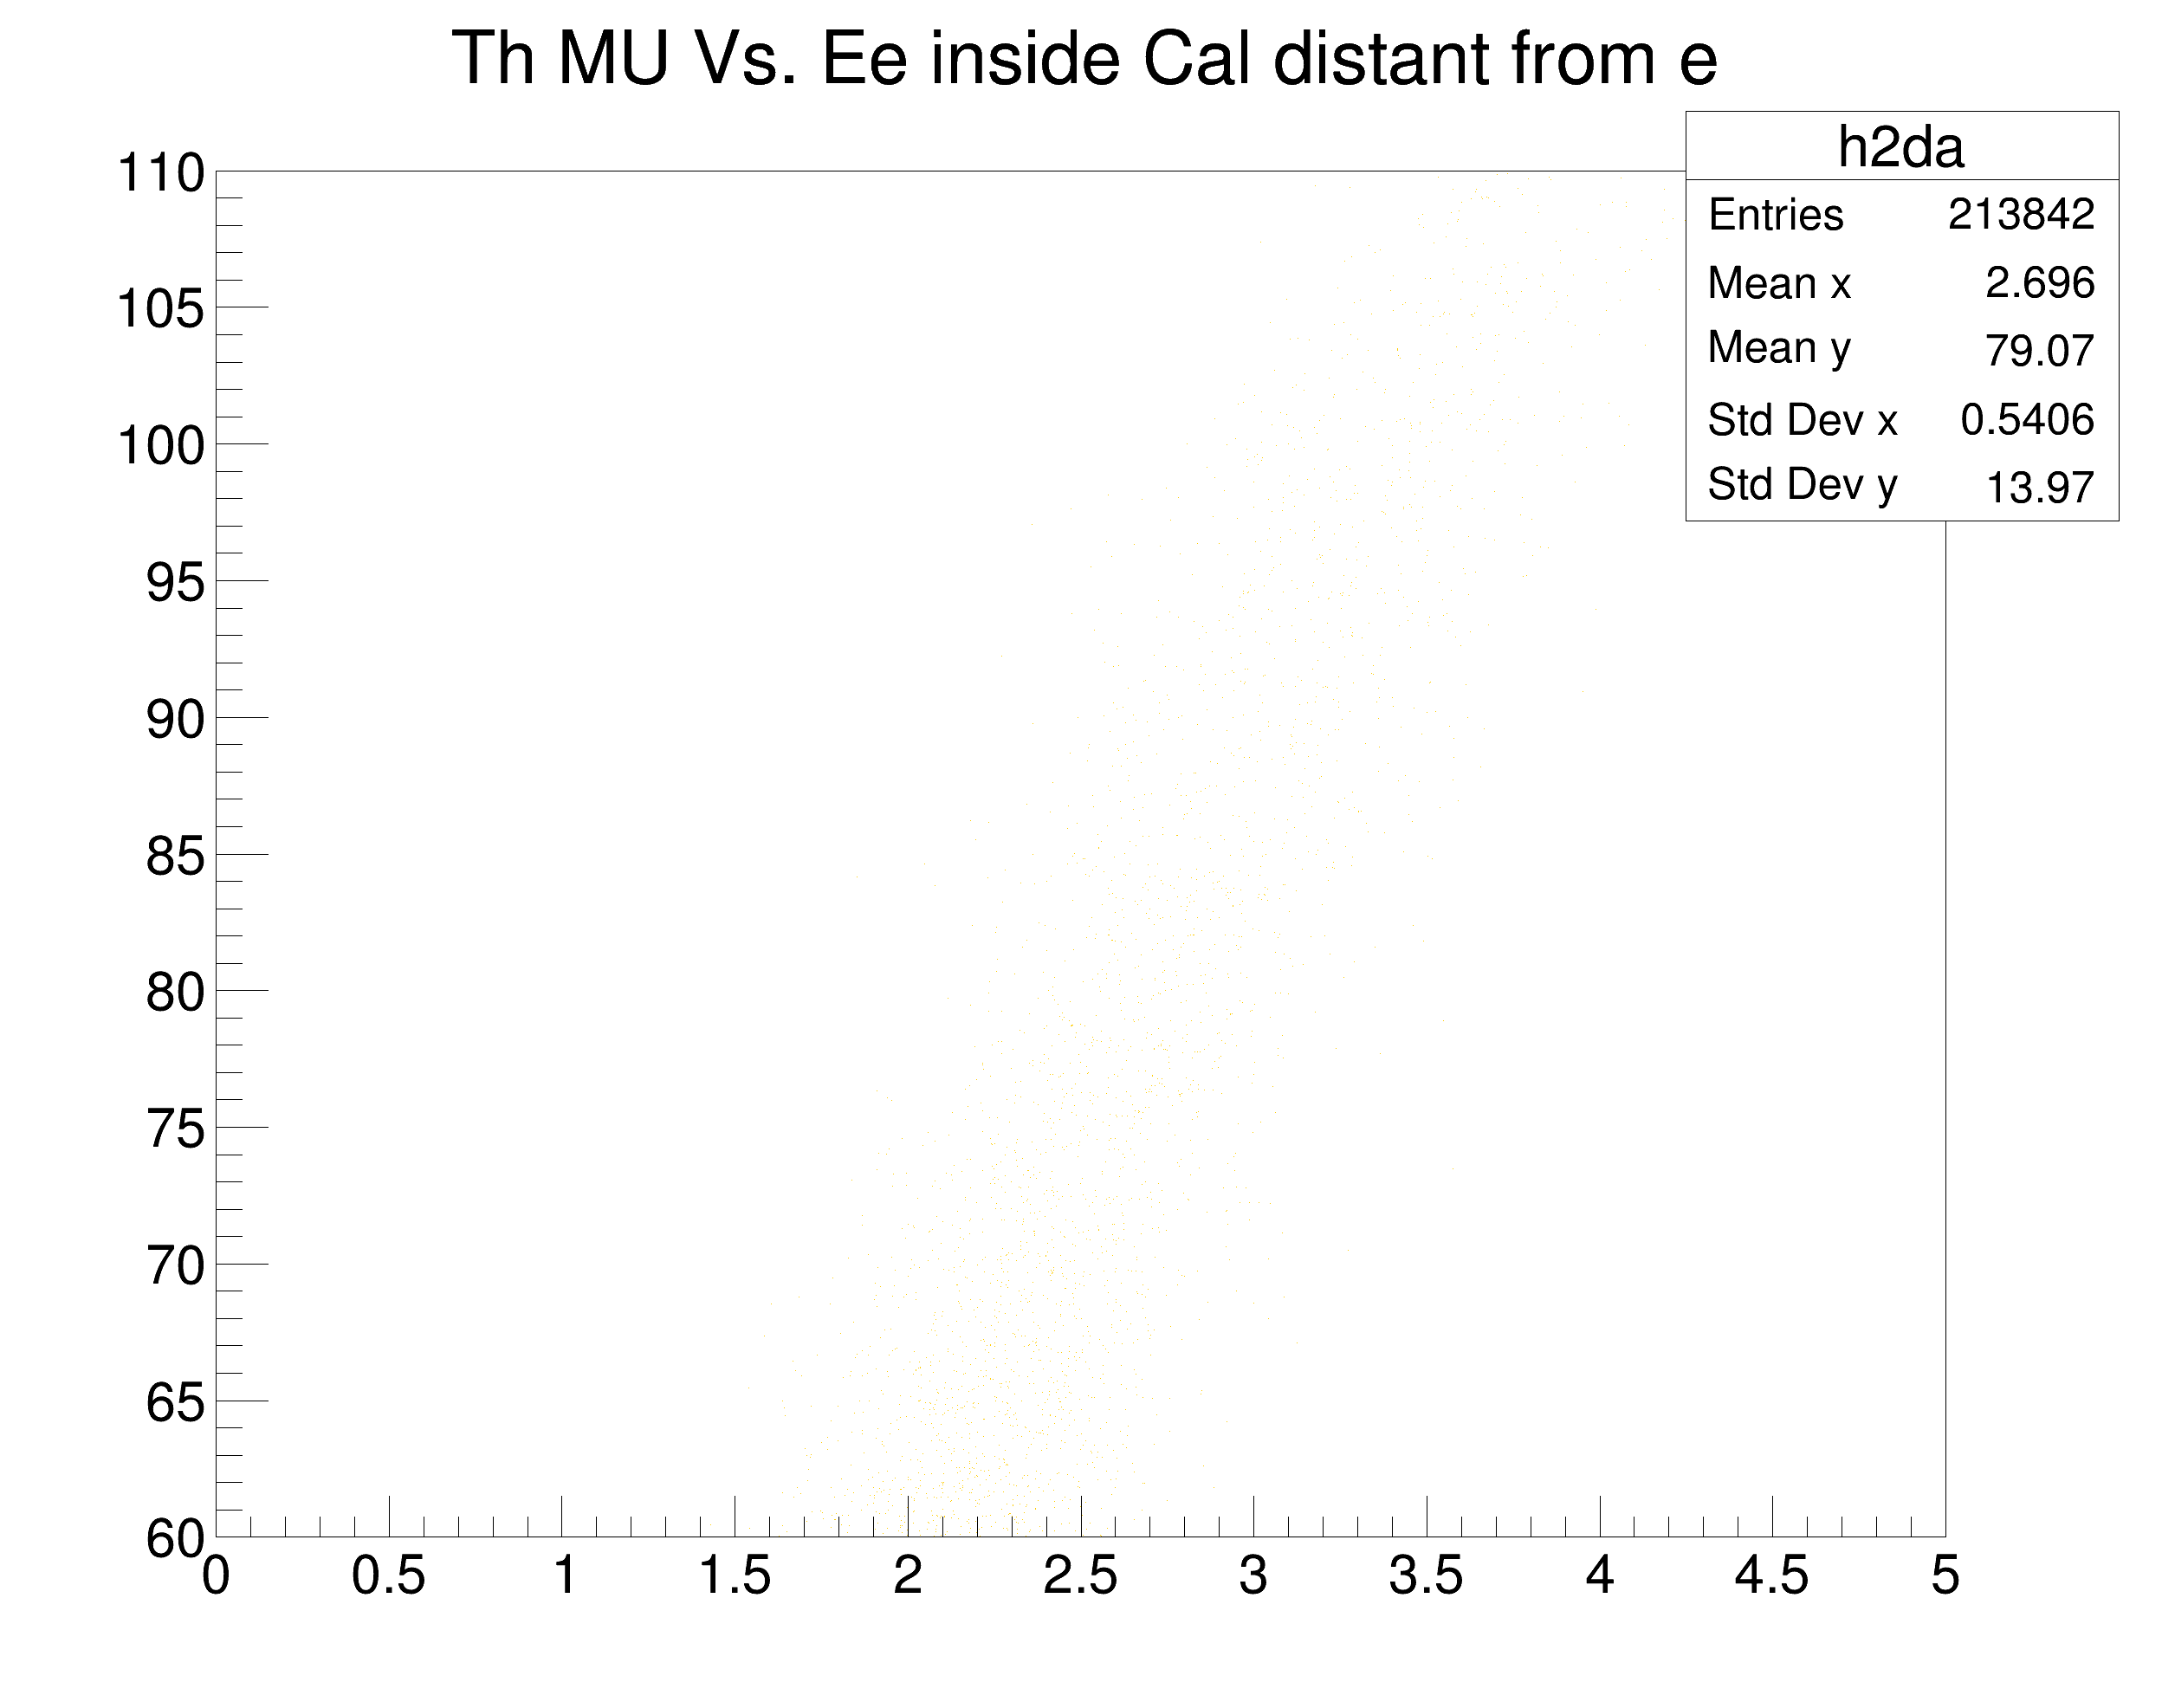 Th MU Vs. Ee inside Cal distant from e
h2da
Entries 213842
Mean x 2.696
Mean y 79.07
Std Dev x 0.5406
Std Dev y 13.97
110
105
100
95
90
85
80
75
70
65
60
0 0.5 1 1.5 2 2.5 3 3.5 4 4.5 5